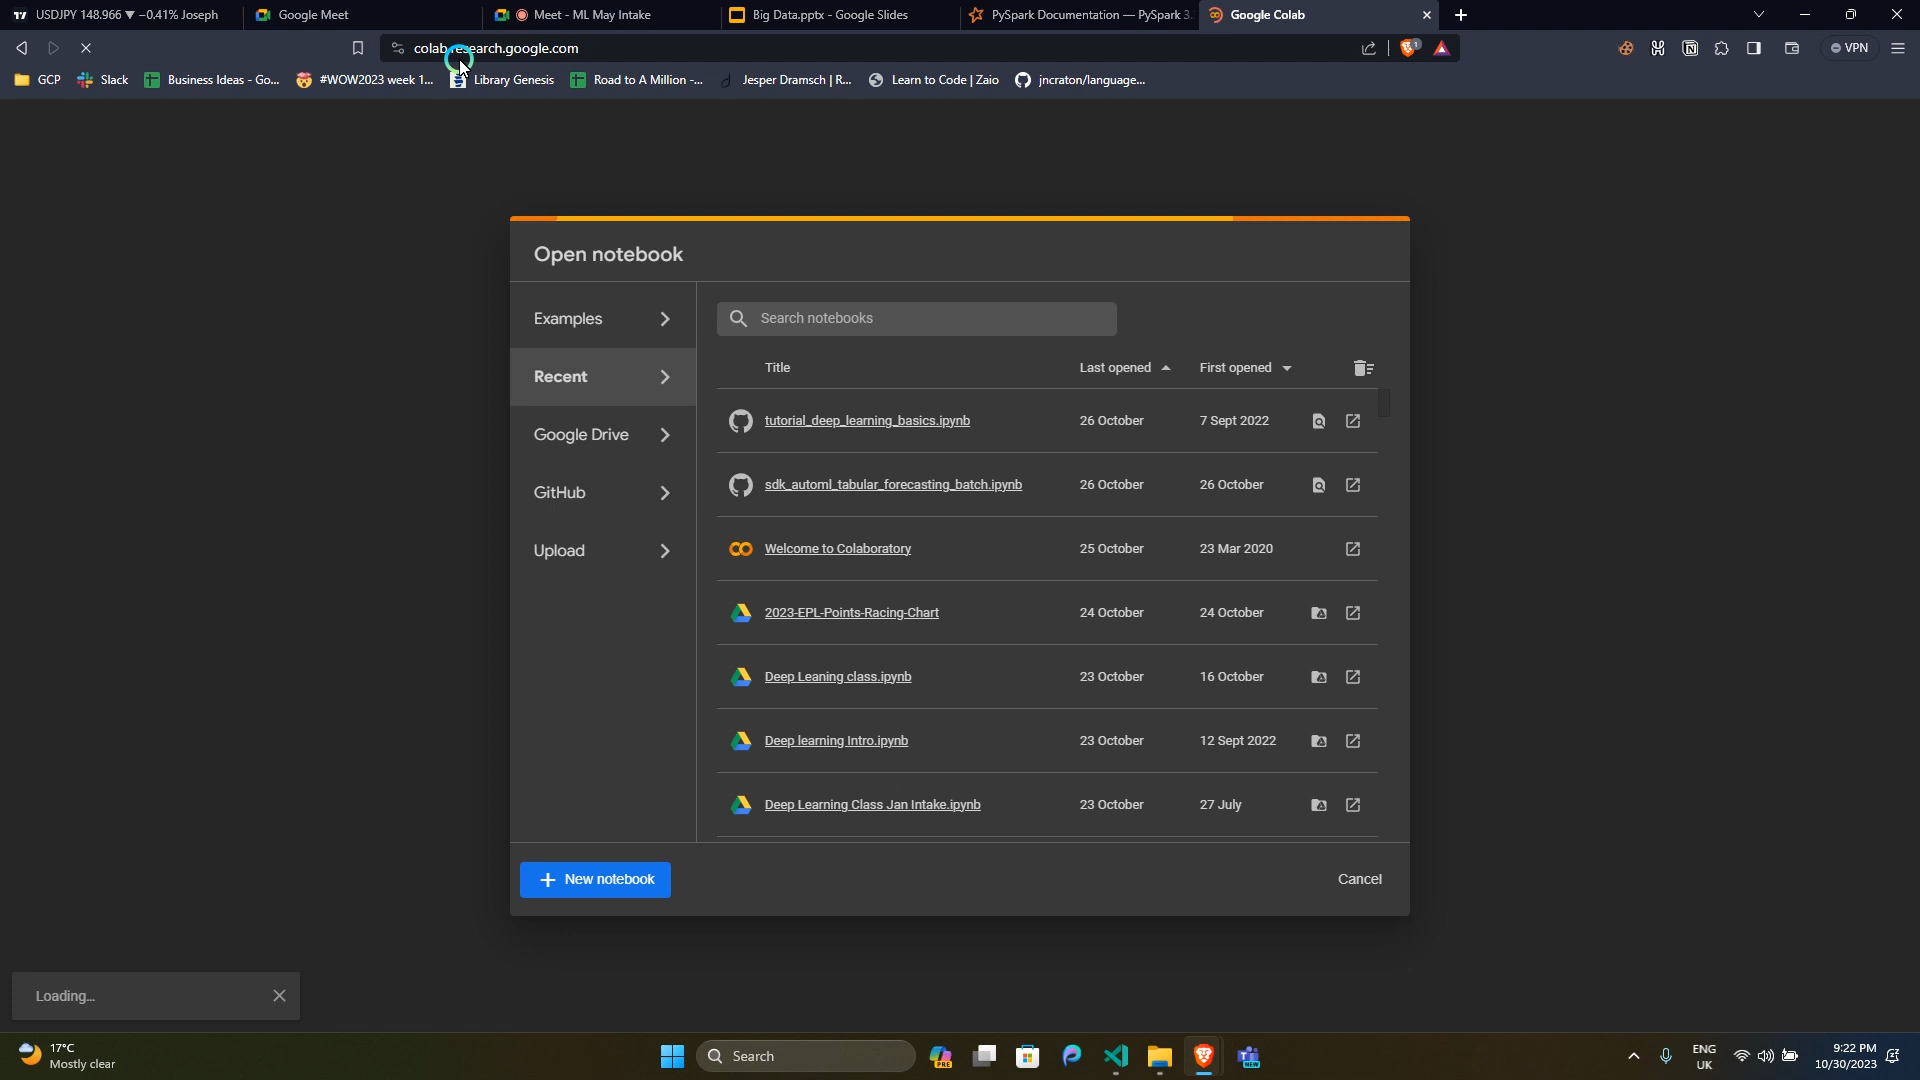 USDJPY 148.966 ▼ −0.41% Joseph
Google Meet
Meet - ML May Intake
Big Data.pptx - Google Slides
PySpark Documentation — PySpark 3.
Google Colab
colab.research.google.com
1
VPN
GCP
Slack
Business Ideas - Go...
#WOW2023 week 1...
Library Genesis
Road to A Million -...
Jesper Dramsch | R...
Learn to Code | Zaio
jncraton/language...
Open notebook
Examples
Recent
Google Drive
GitHub
Upload
Search notebooks
Title Last opened First opened
tutorial_deep_learning_basics.ipynb 26 October 7 Sept 2022
sdk_automl_tabular_forecasting_batch.ipynb 26 October 26 October
Welcome to Colaboratory 25 October 23 Mar 2020
2023-EPL-Points-Racing-Chart 24 October 24 October
Deep Leaning class.ipynb 23 October 16 October
Deep learning Intro.ipynb 23 October 12 Sept 2022
Deep Learning Class Jan Intake.ipynb 23 October 27 July
New notebook
Cancel
Loading...
17°C
Mostly clear
Search
PRE
NEW
ENG
UK
9:22 PM
10/30/2023